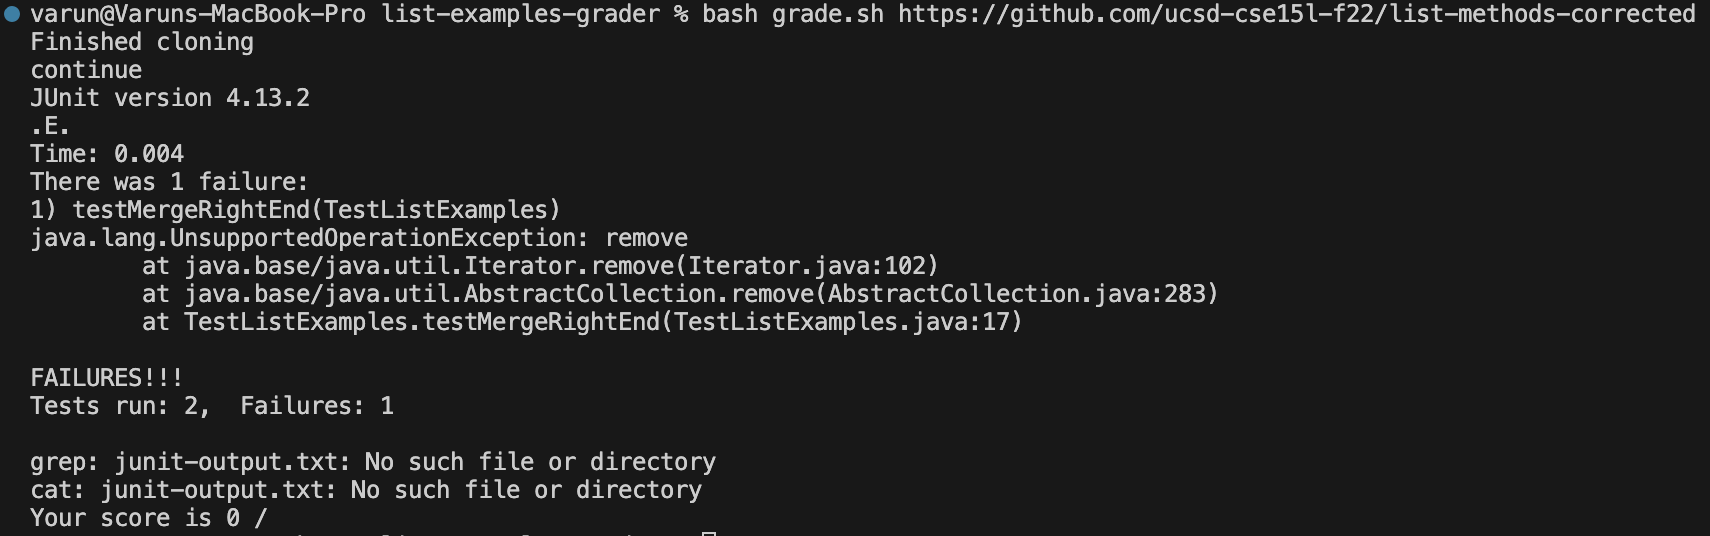 varun@Varuns-MacBook-Pro list-examples-grader % bash grade.sh https://github.com/ucsd-cse15l-f22/list-methods-corrected
Finished cloning
continue
JUnit version 4.13.2
.E.
Time: 0.004
There was 1 failure:
1) testMergeRightEnd(TestListExamples)
java.lang.UnsupportedOperationException: remove
        at java.base/java.util.Iterator.remove(Iterator.java:102)
        at java.base/java.util.AbstractCollection.remove(AbstractCollection.java:283)
        at TestListExamples.testMergeRightEnd(TestListExamples.java:17)

FAILURES!!!
Tests run: 2,  Failures: 1

grep: junit-output.txt: No such file or directory
cat: junit-output.txt: No such file or directory
Your score is 0 /